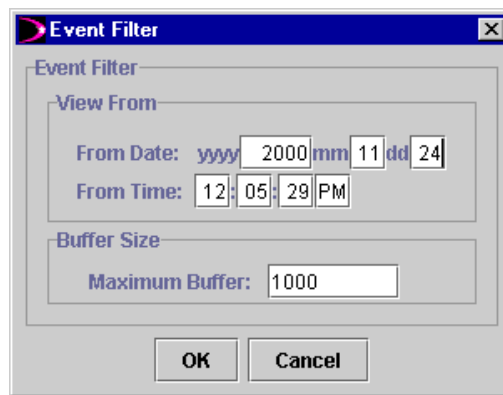 Event Filter
Event Filter
View From
From Date: yyyy 2000 mm 11 dd 24
From Time: 12 : 05 : 29 PM
Buffer Size
Maximum Buffer: 1000
OK Cancel